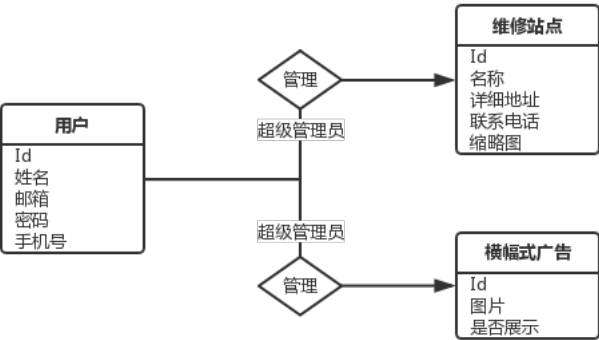 维修站点
Id
名称
详细地址
联系电话
缩略图
管理
超级管理员
用户
Id
姓名
邮箱
密码
手机号
超级管理员
管理
横幅式广告
Id
图片
是否展示